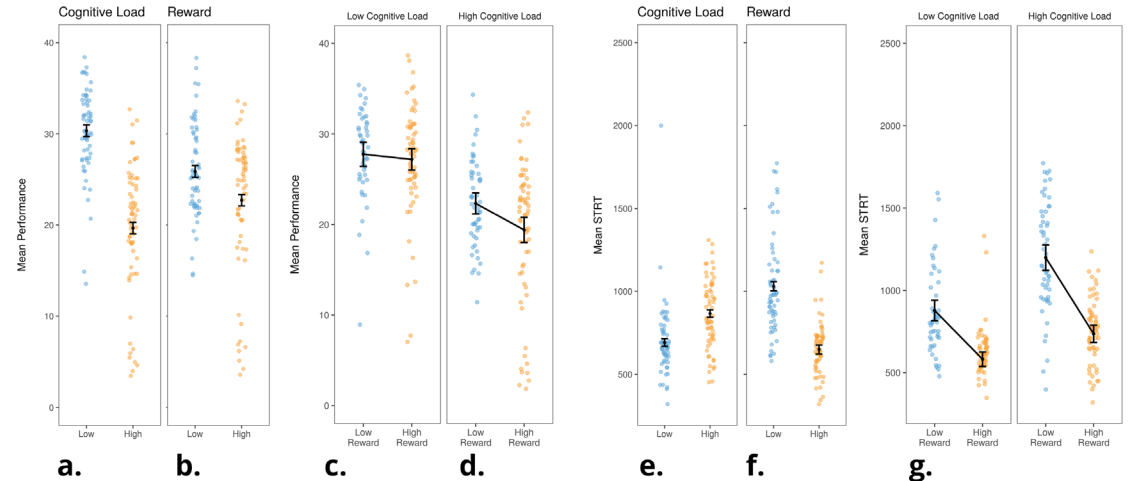 Cognitive Load
Reward
Mean Performance
40
30
20
10
0
Low
High
Low
High
a.
b.
Low Cognitive Load
High Cognitive Load
Mean Performance
40
30
20
10
0
Low
Reward
High
Reward
Low
Reward
High
Reward
c.
d.
Cognitive Load
Reward
Mean STRT
2500
2000
1500
1000
500
Low
High
Low
High
e.
f.
Low Cognitive Load
High Cognitive Load
Mean STRT
2500
2000
1500
1000
500
Low
Reward
High
Reward
Low
Reward
High
Reward
g.